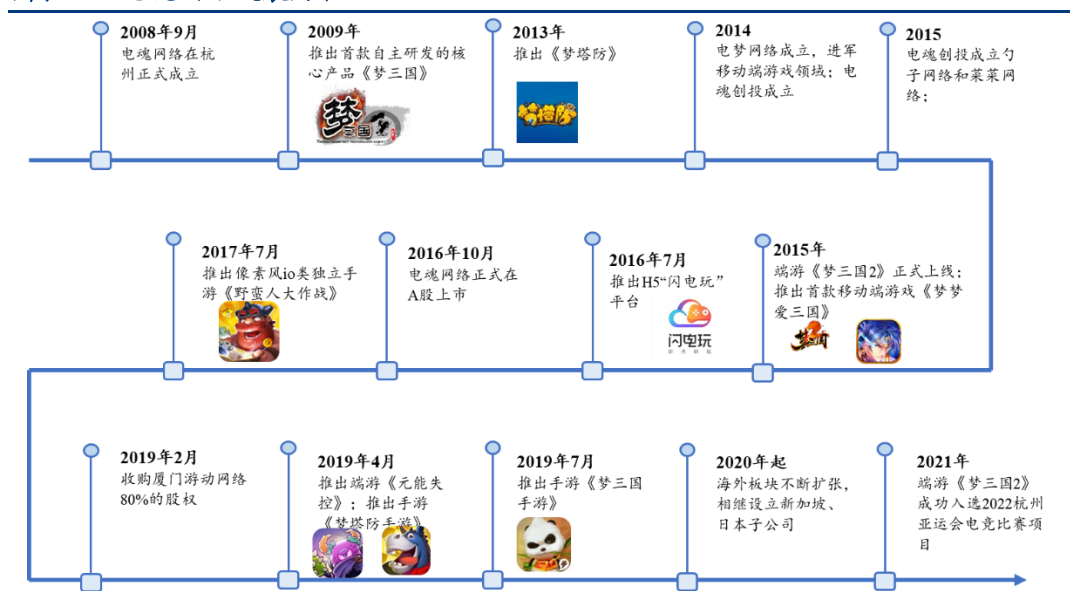 2008年9月
电魂网络在杭
州正式成立
2009年
推出首款自主研发的核
心产品《梦三国》
梦
三国
2013年
推出《梦塔防》
梦塔防
2014
电梦网络成立，进军
移动端游戏领域；电
魂创投成立
2015
电魂创投成立勺
子网络和菜菜网
络；
2017年7月
推出像素风io类独立手
游《野蛮人大作战》
2016年10月
电魂网络正式在
A股上市
2016年7月
推出H5“闪电玩”
平台
闪电玩
2015年
端游《梦三国2》正式上线；
推出首款移动端游戏《梦梦
爱三国》
2019年2月
收购厦门游动网络
80%的股权
2019年4月
推出端游《元能失
控》；推出手游
《梦塔防手游》
2019年7月
推出手游《梦三国
手游》
2020年起
海外板块不断扩张，
相继设立新加坡、
日本子公司
2021年
端游《梦三国2》
成功入选2022杭州
亚运会电竞比赛项
目